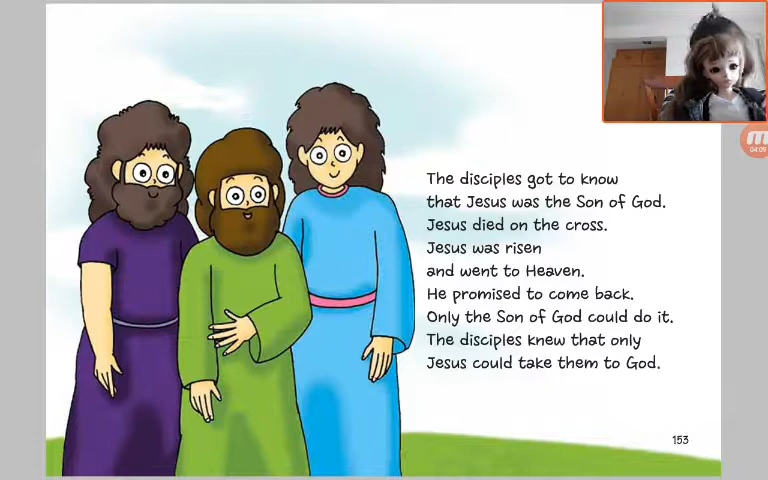 The disciples got to know
that Jesus was the Son of God.
Jesus died on the cross.
Jesus was risen
and went to Heaven.
He promised to come back.
Only the Son of God could do it.
The disciples knew that only
Jesus could take them to God.
153
04:09